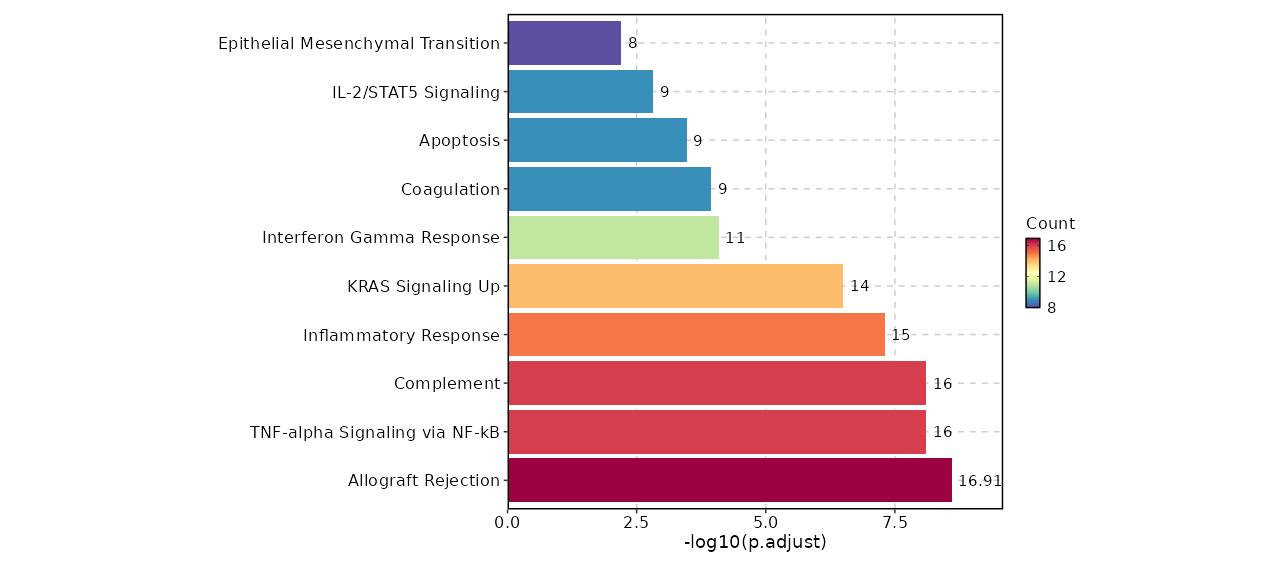 Epithelial Mesenchymal Transition 8
IL-2/STAT5 Signaling 9
Apoptosis 9
Coagulation 9
Interferon Gamma Response 11
KRAS Signaling Up 14
Inflammatory Response 15
Complement 16
TNF-alpha Signaling via NF-kB 16
Allograft Rejection 16.91
0.0 2.5 5.0 7.5
-log10(p.adjust)
Count
16
12
8